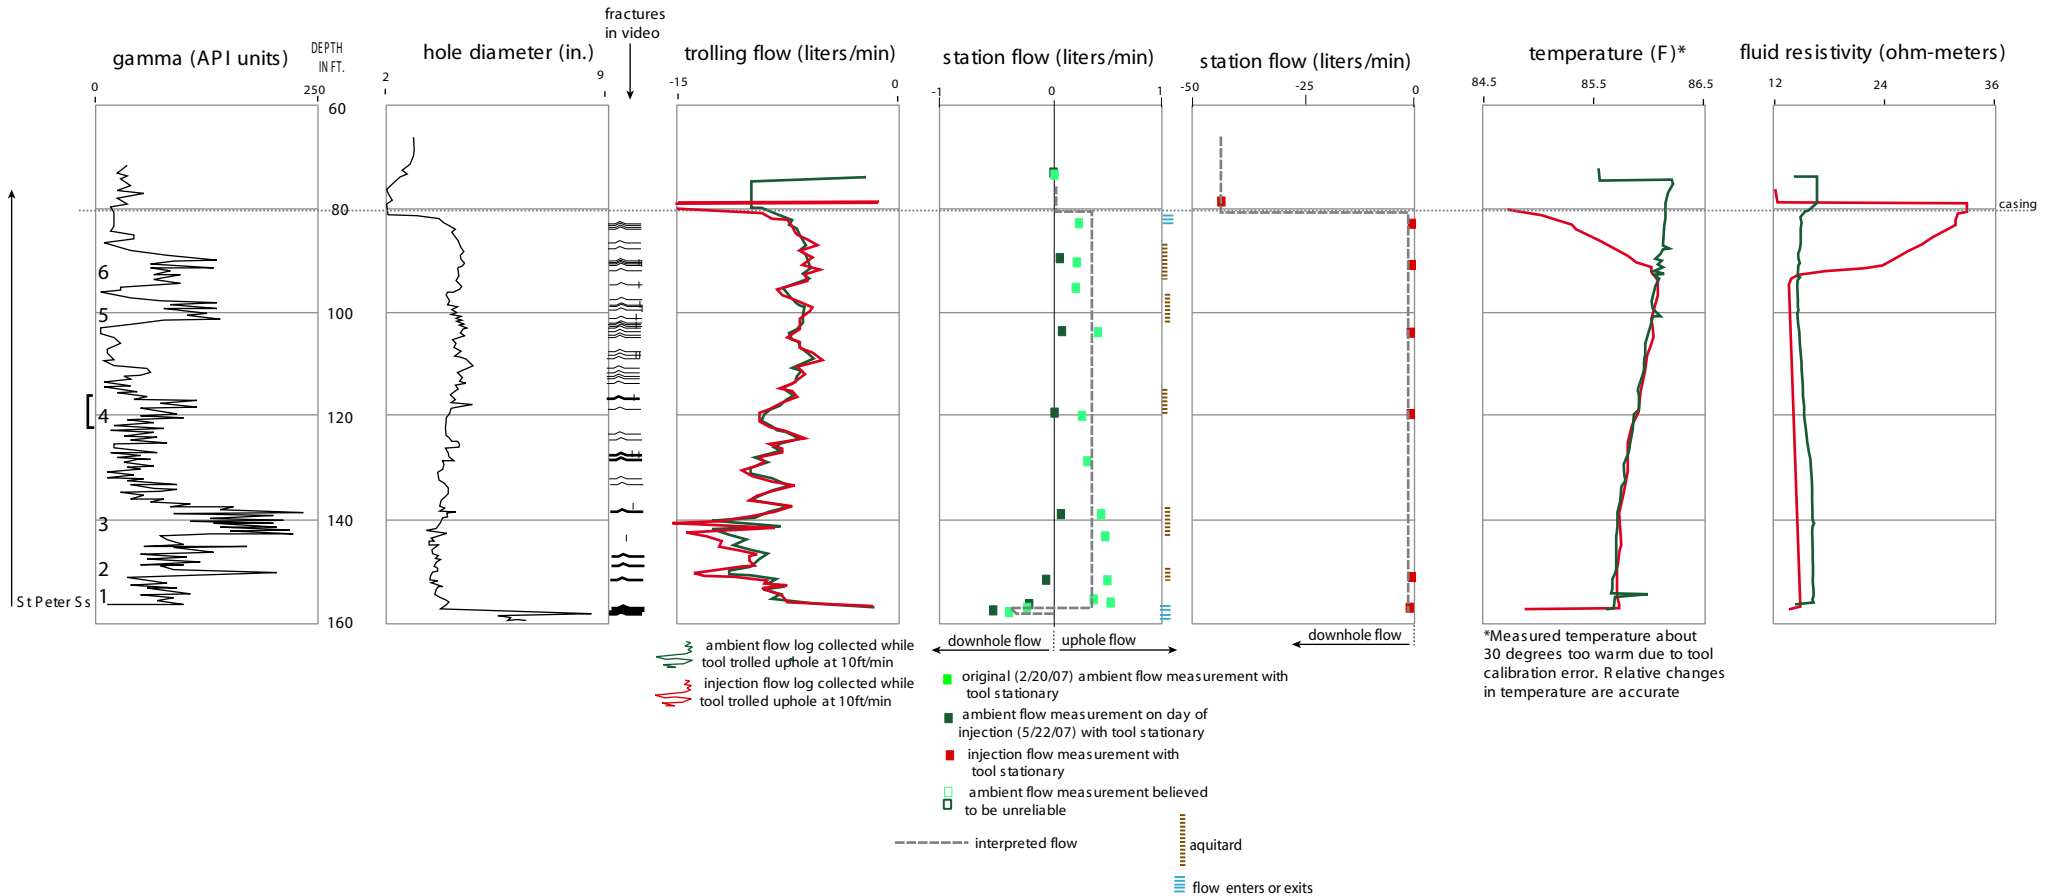 fractures
in video
gamma (API units)
DEPTH
IN FT.
hole diameter (in.)
trolling flow (liters/min)
station flow (liters/min)
station flow (liters/min)
temperature (F)*
fluid resistivity (ohm-meters)
0
250
2
9
-15
0
-1
0
1
-50
-25
0
84.5
85.5
86.5
12
24
36
60
80
100
120
140
160
6
5
4
3
2
1
St Peter Ss
casing
downhole flow
uphole flow
downhole flow
ambient flow log collected while
tool trolled uphole at 10ft/min
injection flow log collected while
tool trolled uphole at 10ft/min
original (2/20/07) ambient flow measurement with
tool stationary
ambient flow measurement on day of
injection (5/22/07) with tool stationary
injection flow measurement with
tool stationary
ambient flow measurement believed
to be unreliable
interpreted flow
aquitard
flow enters or exits
*Measured temperature about
30 degrees too warm due to tool
calibration error. Relative changes
in temperature are accurate